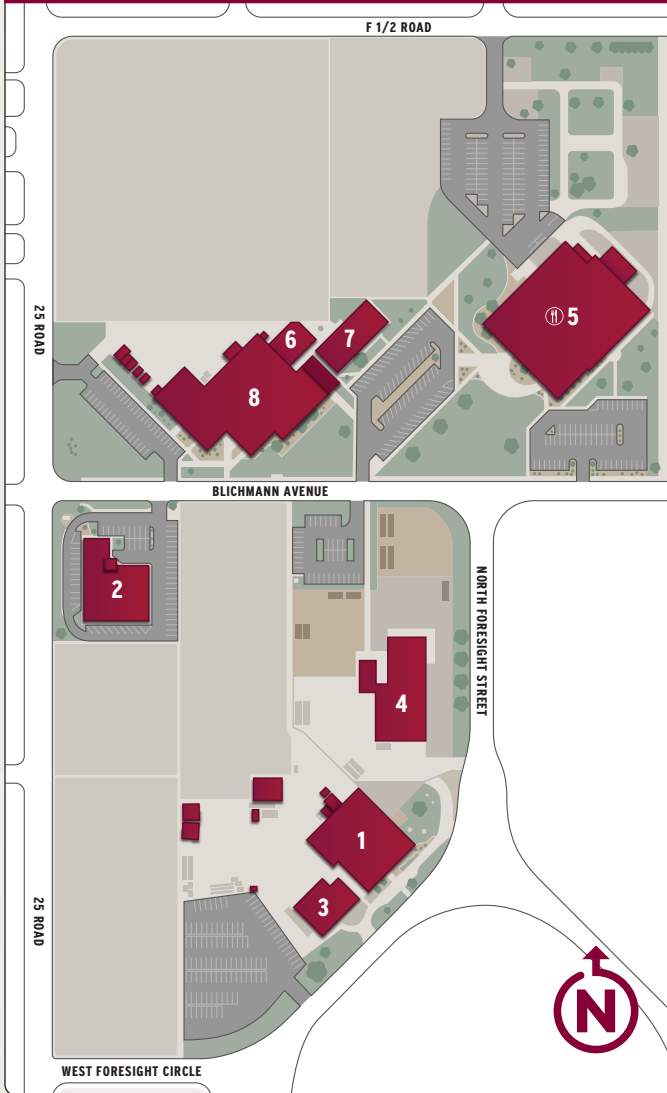 F 1/2 ROAD
5
6
7
25 ROAD
8
BLICHMANN AVENUE
2
NORTH FORESIGHT STREET
4
1
3
25 ROAD
N
WEST FORESIGHT CIRCLE